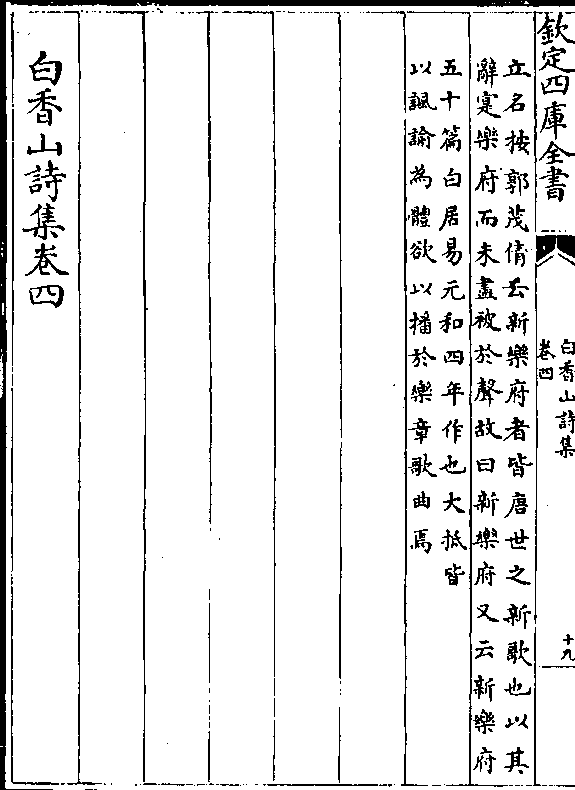 欽定四庫全書
白香山詩集
卷四
十九
立名按郭茂倩云新樂府者皆唐世之新歌也以其
辭寔樂府而未盡被於聲故曰新樂府又云新樂府
五十篇白居易元和四年作也大抵皆
以諷諭為體欲以播於樂章歌曲焉
白香山詩集卷四